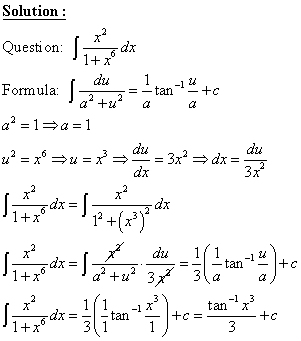 Solution :
Question: ∫ x²/(1+x⁶) dx
Formula: ∫ du/(a²+u²) = 1/a tan⁻¹ u/a + c
a² = 1 ⇒ a = 1
u² = x⁶ ⇒ u = x³ ⇒ du/dx = 3x² ⇒ dx = du/3x²
∫ x²/(1+x⁶) dx = ∫ x²/(1²+(x³)²) dx
∫ x²/(1+x⁶) dx = ∫ x²/(a²+u²) · du/3x² = 1/3 (1/a tan⁻¹ u/a) + c
∫ x²/(1+x⁶) dx = 1/3 (1/1 tan⁻¹ x³/1) + c = tan⁻¹ x³/3 + c